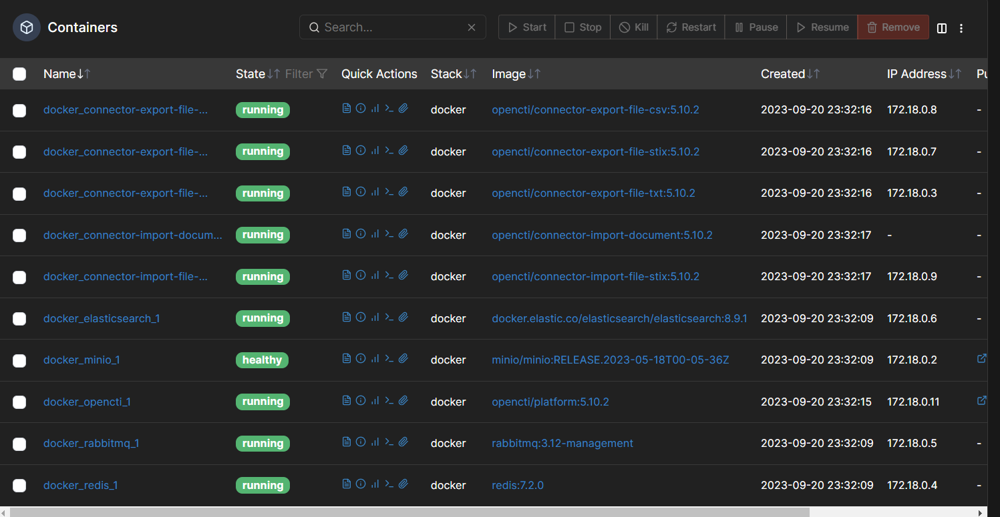 Containers Search... Start Stop Kill Restart Pause Resume Remove
Name State Filter Quick Actions Stack Image Created IP Address Pu
docker_connector-export-file-... running docker opencti/connector-export-file-csv:5.10.2 2023-09-20 23:32:16 172.18.0.8 -
docker_connector-export-file-... running docker opencti/connector-export-file-stix:5.10.2 2023-09-20 23:32:16 172.18.0.7 -
docker_connector-export-file-... running docker opencti/connector-export-file-txt:5.10.2 2023-09-20 23:32:16 172.18.0.3 -
docker_connector-import-docum... running docker opencti/connector-import-document:5.10.2 2023-09-20 23:32:17 - -
docker_connector-import-file-... running docker opencti/connector-import-file-stix:5.10.2 2023-09-20 23:32:17 172.18.0.9 -
docker_elasticsearch_1 running docker docker.elastic.co/elasticsearch/elasticsearch:8.9.1 2023-09-20 23:32:09 172.18.0.6 -
docker_minio_1 healthy docker minio/minio:RELEASE.2023-05-18T00-05-36Z 2023-09-20 23:32:09 172.18.0.2
docker_opencti_1 running docker opencti/platform:5.10.2 2023-09-20 23:32:15 172.18.0.11
docker_rabbitmq_1 running docker rabbitmq:3.12-management 2023-09-20 23:32:09 172.18.0.5 -
docker_redis_1 running docker redis:7.2.0 2023-09-20 23:32:09 172.18.0.4 -